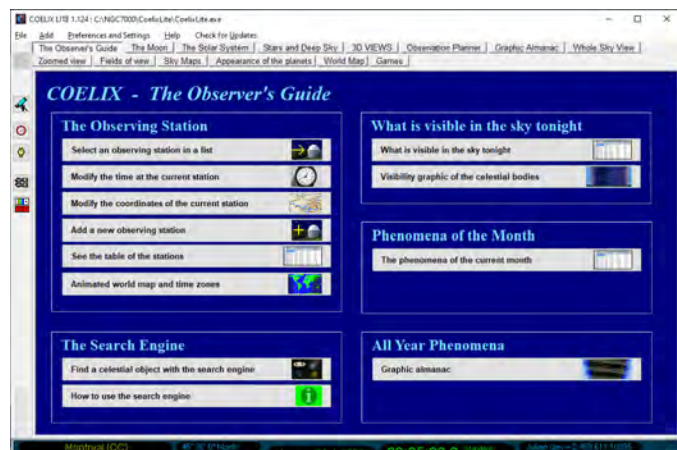 COELIX LITE 1.124 : C:\NGC7000\CoelixLite\CoelixLite.exe
File Add Preferences and Settings Help Check for Updates
The Observer's Guide The Moon The Solar System Stars and Deep Sky 3D VIEWS Observation Planner Graphic Almanac Whole Sky View
Zoomed view Fields of view Sky Maps Appearance of the planets World Map Games
COELIX - The Observer's Guide
The Observing Station
Select an observing station in a list
Modify the time at the current station
Modify the coordinates of the current station
Add a new observing station
See the table of the stations
Animated world map and time zones
The Search Engine
Find a celestial object with the search engine
How to use the search engine
What is visible in the sky tonight
What is visible in the sky tonight
Visibility graphic of the celestial bodies
Phenomena of the Month
The phenomena of the current month
All Year Phenomena
Graphic almanac
Montreal (QC)